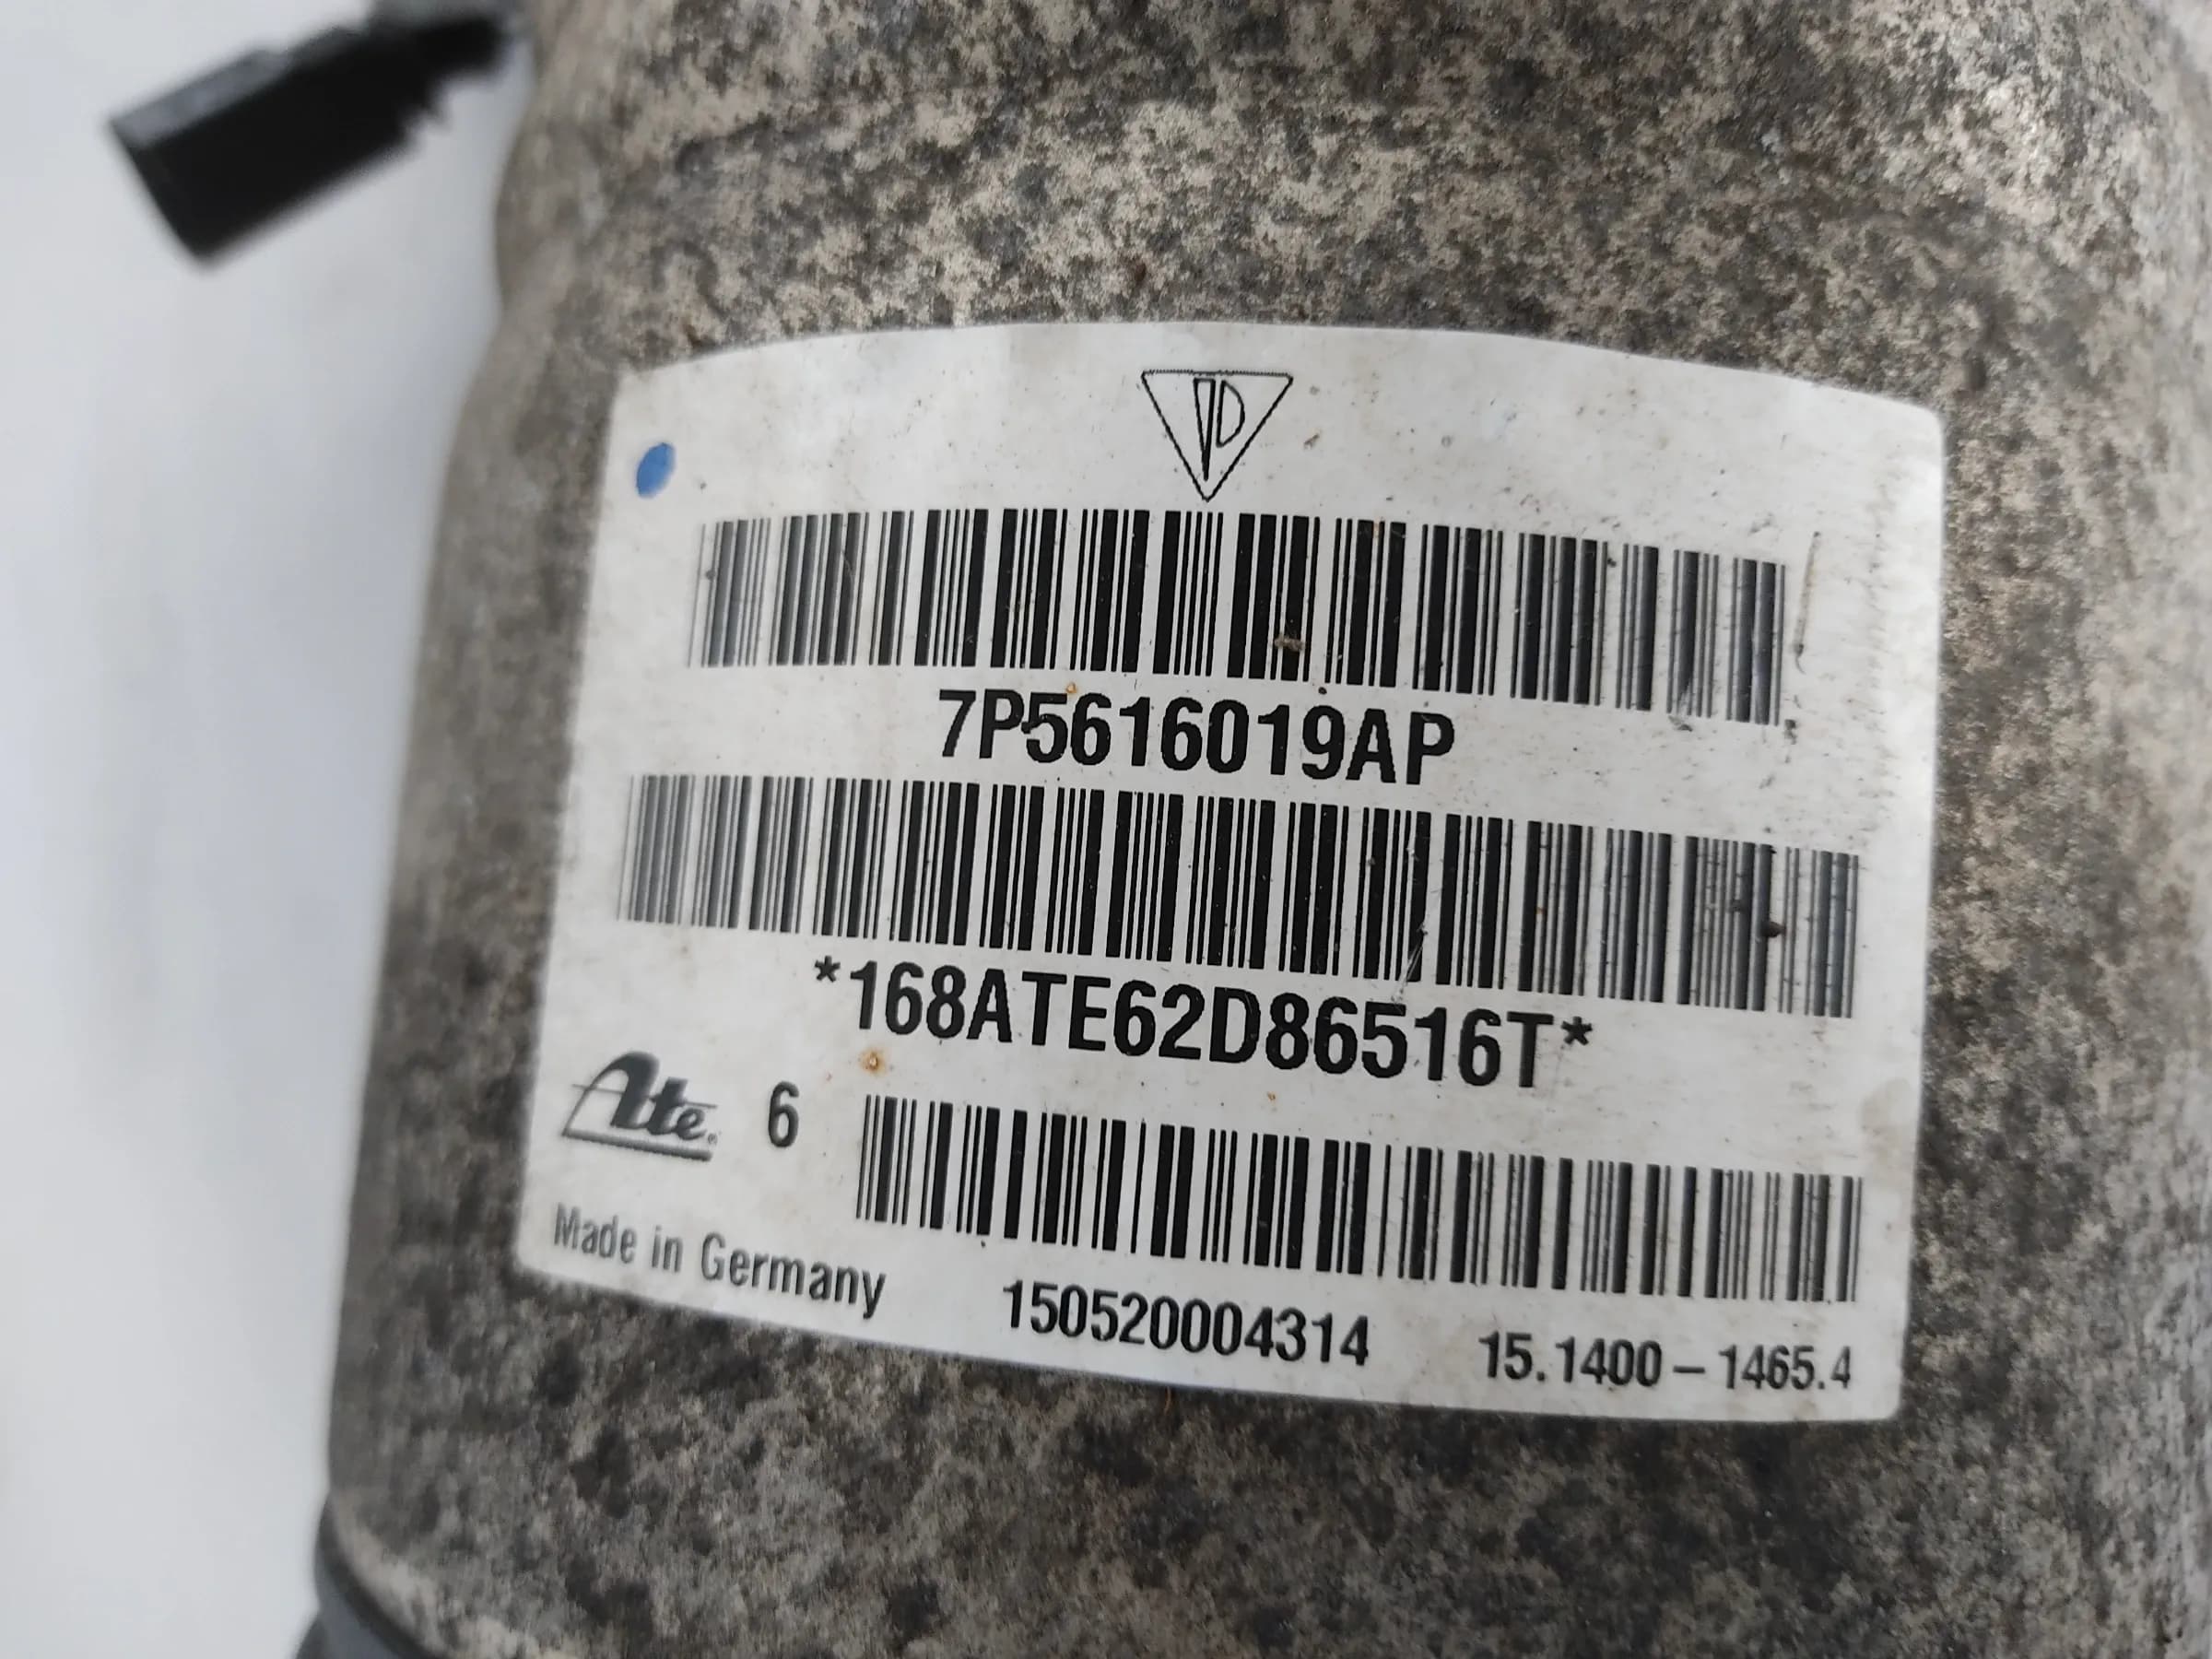 7P5616019AP
*168ATE62D86516T*
Ate 6
Made in Germany 150520004314 15.1400-1465.4